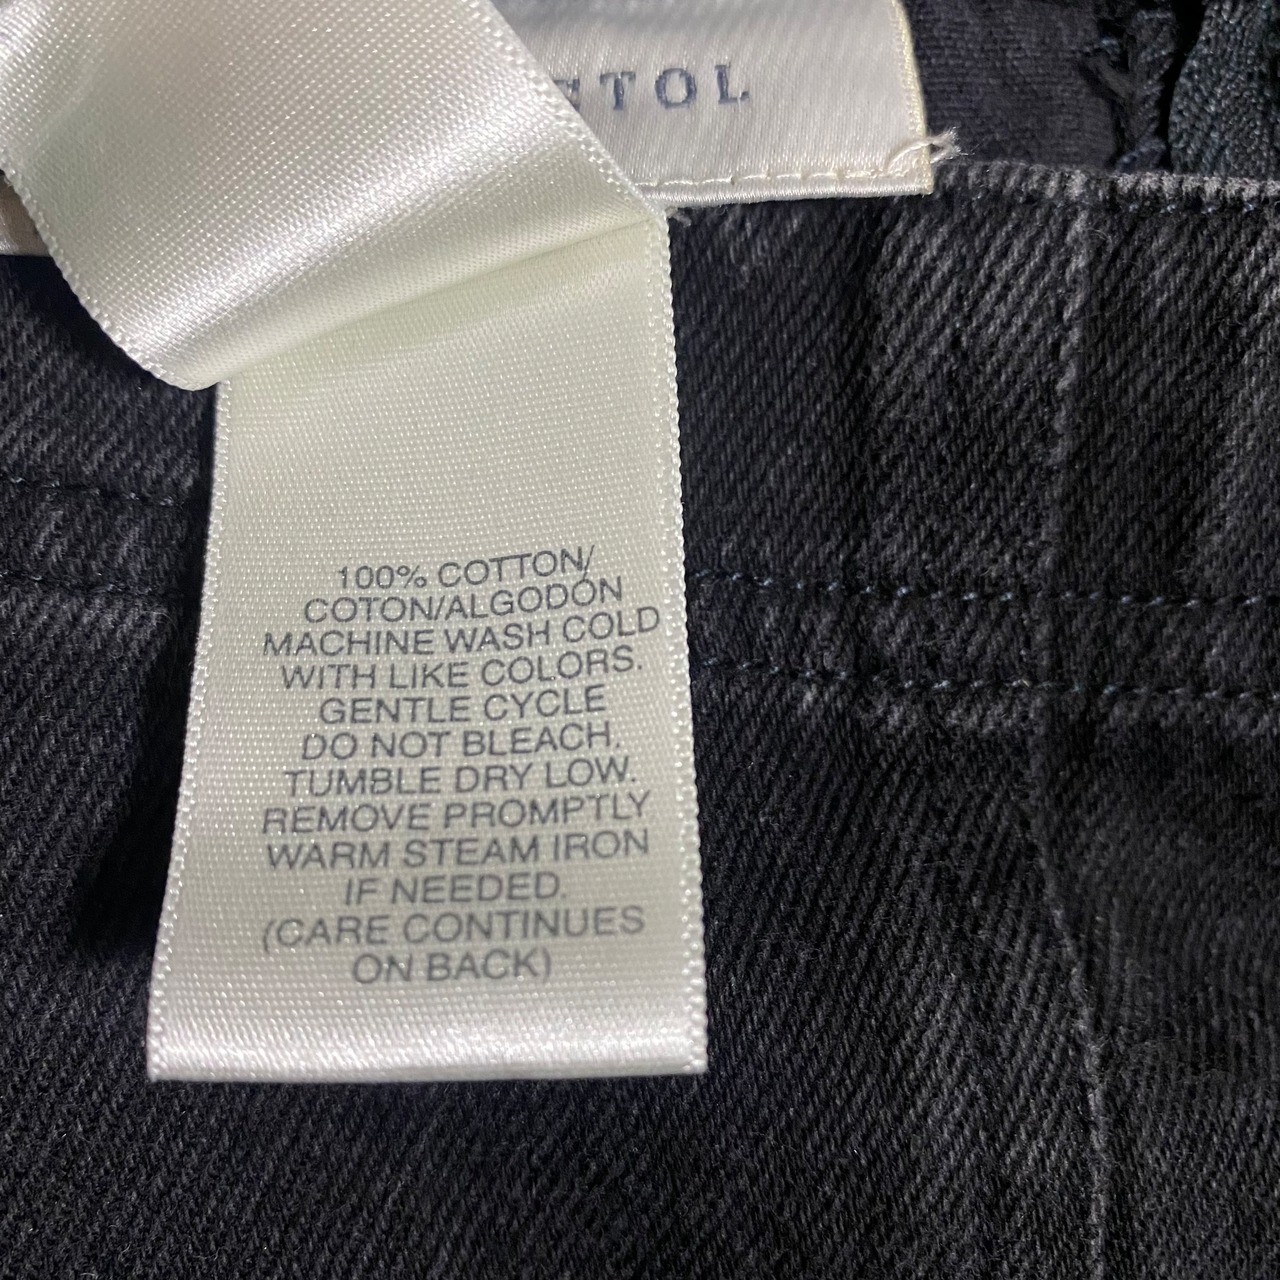 ETOL
100% COTTON/
COTON/ALGODÓN
MACHINE WASH COLD
WITH LIKE COLORS.
GENTLE CYCLE
DO NOT BLEACH.
TUMBLE DRY LOW.
REMOVE PROMPTLY
WARM STEAM IRON
IF NEEDED.
(CARE CONTINUES
ON BACK)